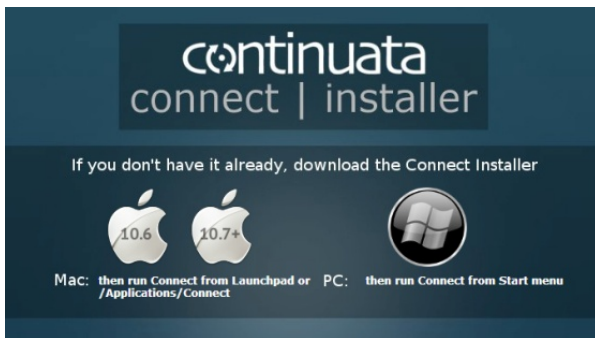 continuata
connect | installer
If you don't have it already, download the Connect Installer
10.6 10.7+
Mac: then run Connect from Launchpad or /Applications/Connect
PC: then run Connect from Start menu